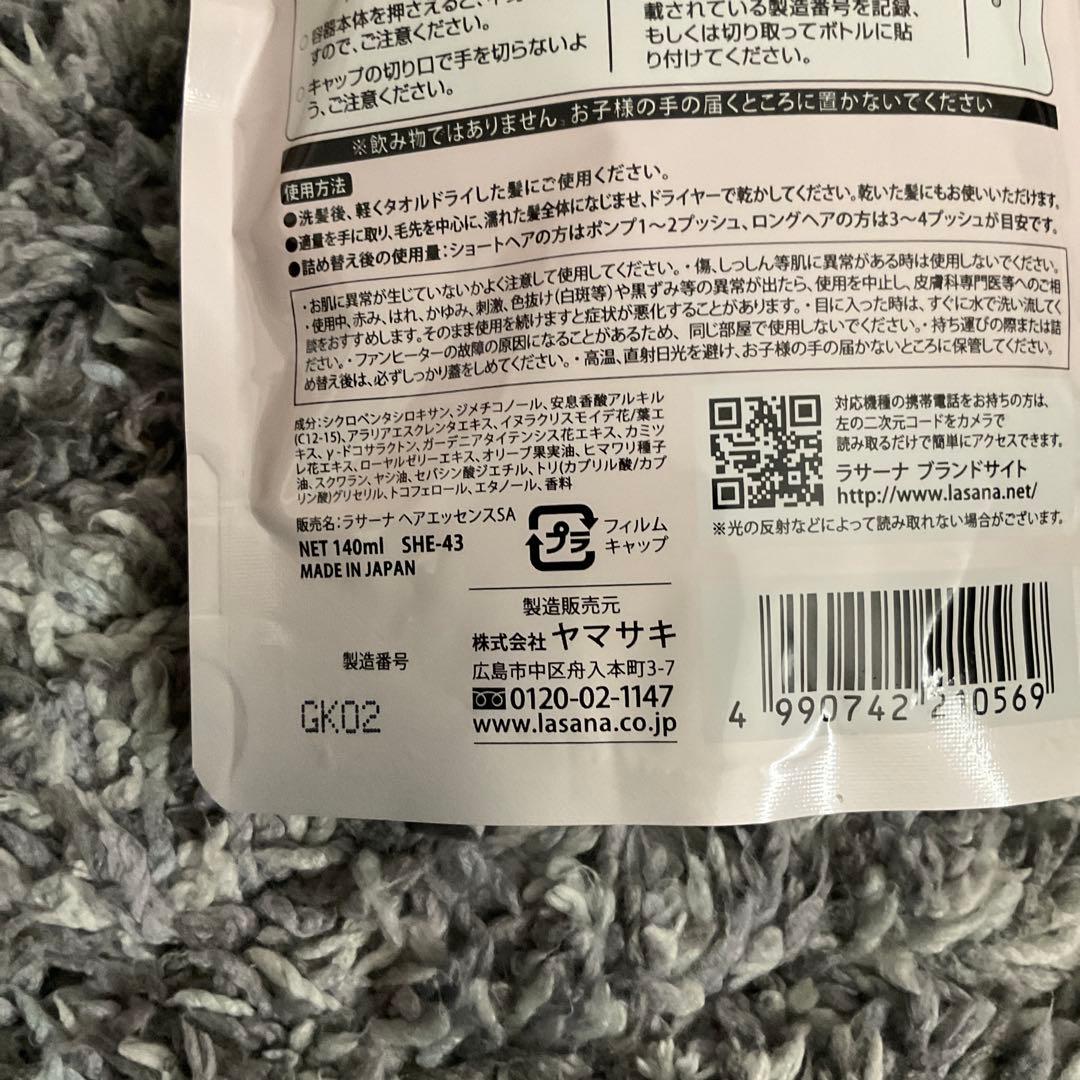 容器本体を押さえると、
すので、ご注意ください。
キャップの切り口で手を切らないよ
う、ご注意ください。
載されている製造番号を記録、
もしくは切り取ってボトルに貼
り付けてください。
※飲み物ではありません。お子様の手の届くところに置かないでください
使用方法
●洗髪後、軽くタオルドライした髪にご使用ください。
●適量を手に取り、毛先を中心に、濡れた髪全体になじませ、ドライヤーで乾かしてください。乾いた髪にもお使いいただけます。
●詰め替え後の使用量:ショートヘアの方はポンプ1〜2プッシュ、ロングヘアの方は3〜4プッシュが目安です。
・お肌に異常が生じていないかよく注意して使用してください。・傷、しっしん等肌に異常がある時は使用しないでください。
・使用中、赤み、はれ、かゆみ、刺激、色抜け(白斑等)や黒ずみ等の異常が出たら、使用を中止し、皮膚科専門医等へのご相
談をおすすめします。そのまま使用を続けますと症状が悪化することがあります。・目に入った時は、すぐに水で洗い流してく
ださい。・ファンヒーターの故障の原因になることがあるため、同じ部屋で使用しないでください。・持ち運びの際または詰
め替え後は、必ずしっかり蓋をしめてください。・高温、直射日光を避け、お子様の手の届かないところに保管してください。
成分:シクロペンタシロキサン、ジメチコノール、安息香酸アルキル
(C12-15)、アラリアエスクレンタエキス、イヌラクリスモイデ花/葉エ
キス、γ-ドコサラクトン、ガーデニアタイテンシス花エキス、カミツ
レ花エキス、ローヤルゼリーエキス、オリーブ果実油、ヒマワリ種子
油、スクワラン、ヤシ油、セバシン酸ジエチル、トリ(カプリル酸/カプ
リン酸)グリセリル、トコフェロール、エタノール、香料
販売名:ラサーナ ヘアエッセンスSA
NET 140ml SHE-43
MADE IN JAPAN
プラ
フィルム
キャップ
対応機種の携帯電話をお持ちの方は、
左の二次元コードをカメラで
読み取るだけで簡単にアクセスできます。
ラサーナ ブランドサイト
http://www.lasana.net/
※光の反射などによって読み取れない場合がございます。
製造番号
GK02
製造販売元
株式会社 ヤマサキ
広島市中区舟入本町3-7
0120-02-1147
www.lasana.co.jp
4 990742 210569